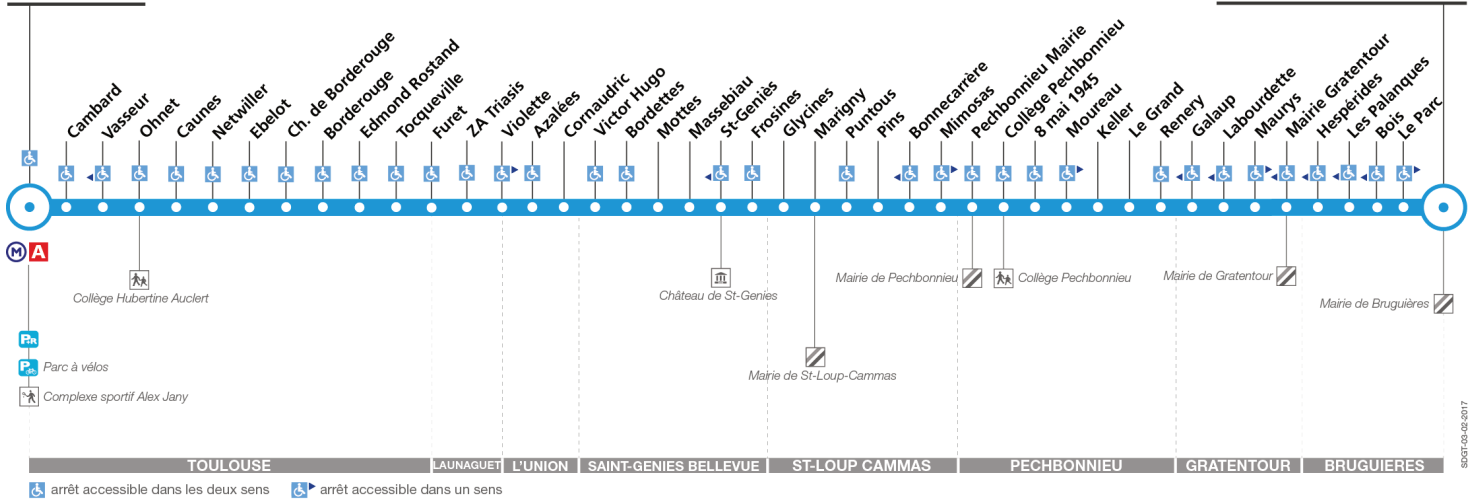 Cambard
Vasseur
Ohnet
Caunes
Netwiller
Ebelot
Ch. de Borderouge
Borderouge
Edmond Rostand
Tocqueville
Furet
ZA Triasis
Violette
Azalées
Cornaudric
Victor Hugo
Bordettes
Mottes
Massebiau
St-Geniès
Frosines
Glycines
Marigny
Puntous
Pins
Bonnecarrère
Mimosas
Pechbonnieu Mairie
Collège Pechbonnieu
8 mai 1945
Moureau
Keller
Le Grand
Renery
Galaup
Labourdette
Maurys
Mairie Gratentour
Hespérides
Les Palanques
Bois
Le Parc
M A
Collège Hubertine Auclert
Château de St-Genies
Mairie de St-Loup-Cammas
Mairie de Pechbonnieu
Collège Pechbonnieu
Mairie de Gratentour
Mairie de Bruguières
P+R
P Parc à vélos
Complexe sportif Alex Jany
TOULOUSE
LAUNAGUET
L'UNION
SAINT-GENIES BELLEVUE
ST-LOUP CAMMAS
PECHBONNIEU
GRATENTOUR
BRUGUIERES
arrêt accessible dans les deux sens
arrêt accessible dans un sens
SDGT-03-02-2017